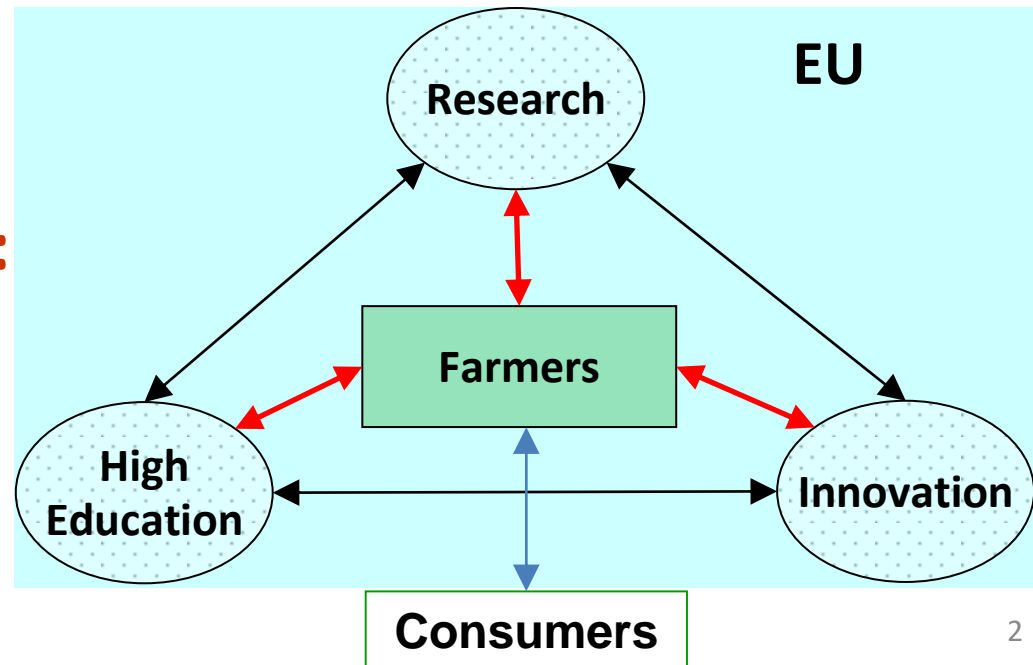 EU
Research
:
Farmers
High
Education
Innovation
Consumers
2